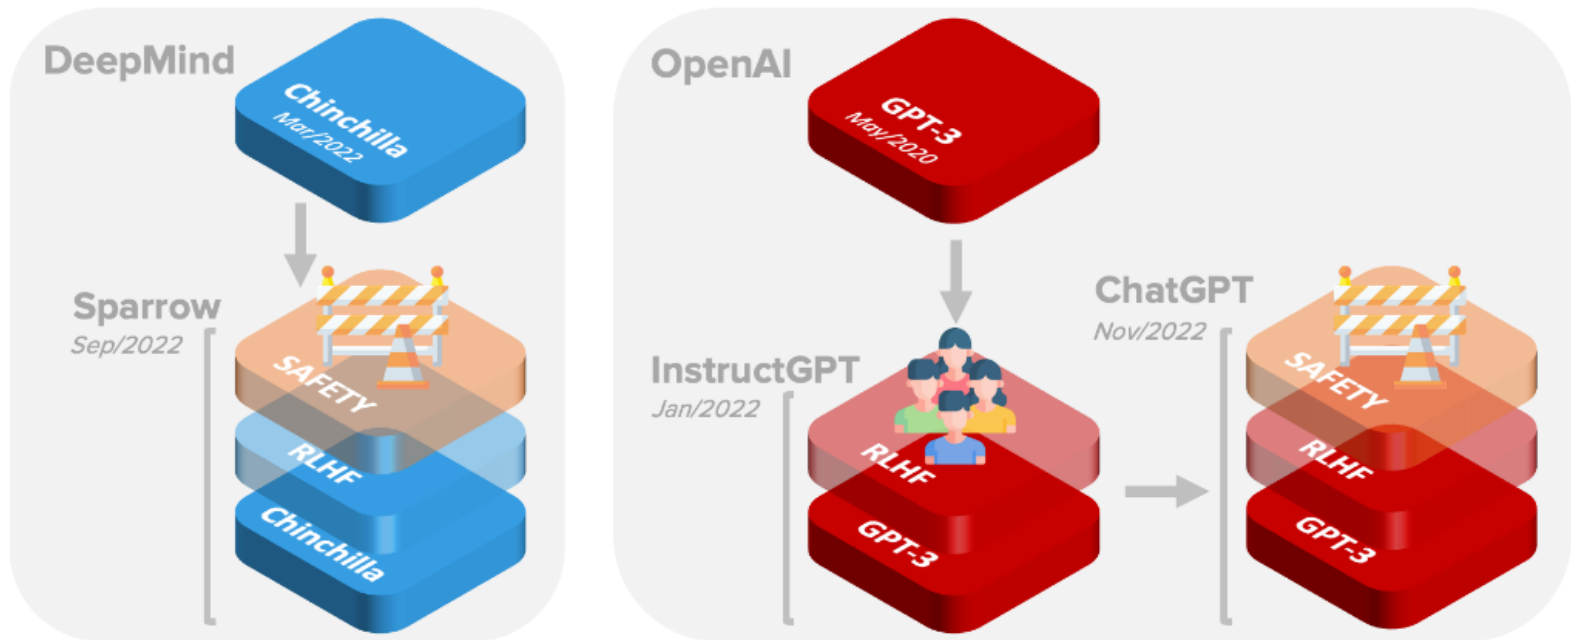 DeepMind
Chinchilla
Mar/2022
Sparrow
Sep/2022
SAFETY
RLHF
Chinchilla
OpenAI
GPT-3
May/2020
InstructGPT
Jan/2022
RLHF
GPT-3
ChatGPT
Nov/2022
SAFETY
RLHF
GPT-3